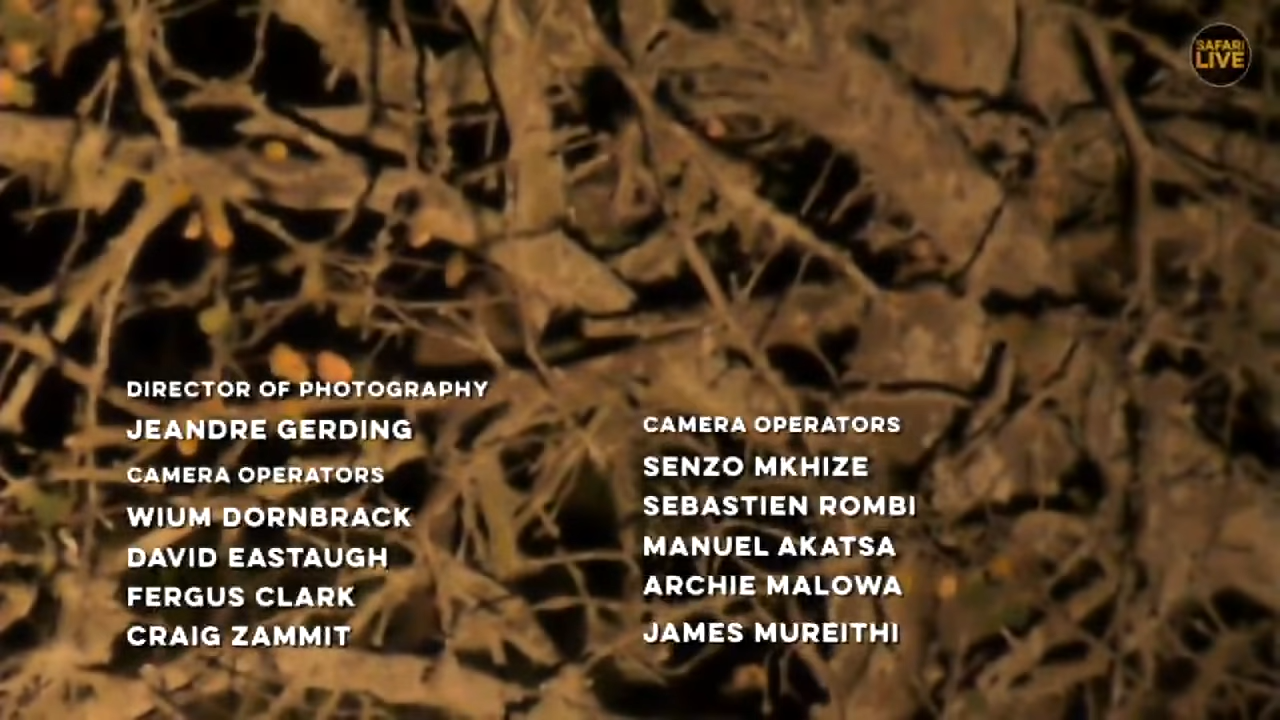 SAFARI
LIVE
DIRECTOR OF PHOTOGRAPHY
JEANDRE GERDING
CAMERA OPERATORS
WIUM DORNBRACK
DAVID EASTAUGH
FERGUS CLARK
CRAIG ZAMMIT
CAMERA OPERATORS
SENZO MKHIZE
SEBASTIEN ROMBI
MANUEL AKATSA
ARCHIE MALOWA
JAMES MUREITHI